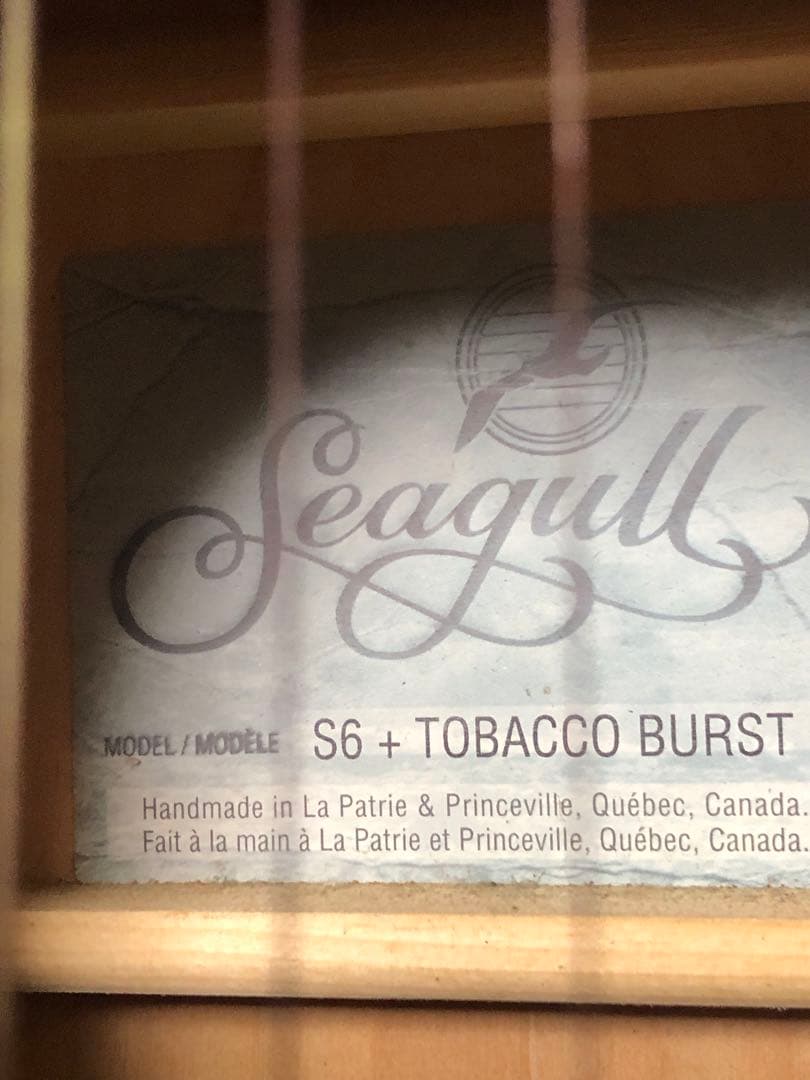 Seagull
MODEL / MODÈLE S6 + TOBACCO BURST
Handmade in La Patrie & Princeville, Québec, Canada.
Fait à la main à La Patrie et Princeville, Québec, Canada.